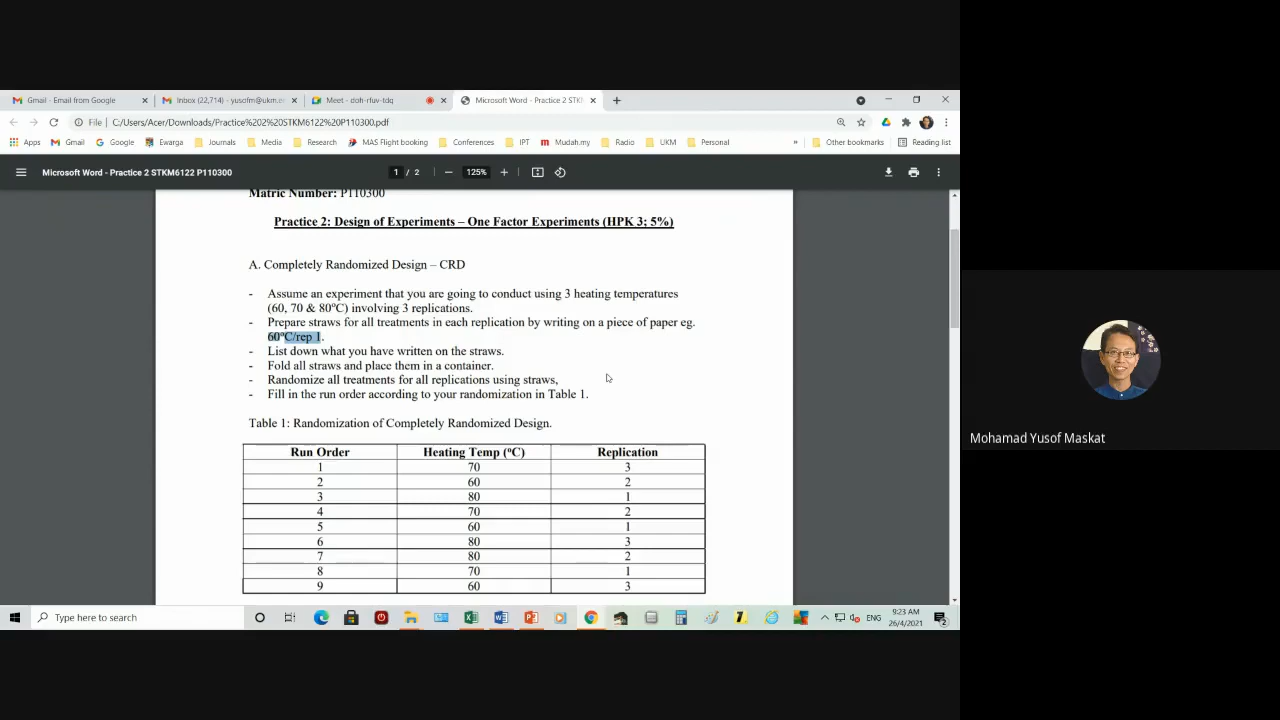 Gmail - Email from Google
Inbox (22,714) - yusofm@ukm.e
Meet - doh-rfuv-tdq
Microsoft Word - Practice 2 STK
File | C:/Users/Acer/Downloads/Practice%202%20STKM6122%20P110300.pdf
Apps Gmail Google Ewarga Journals Media Research MAS Flight booking Conferences IPT Mudah.my Radio UKM Personal » Other bookmarks Reading list
Microsoft Word - Practice 2 STKM6122 P110300
1 / 2
125%
Matric Number: P110300
Practice 2: Design of Experiments – One Factor Experiments (HPK 3; 5%)
A. Completely Randomized Design – CRD
- Assume an experiment that you are going to conduct using 3 heating temperatures
(60, 70 & 80°C) involving 3 replications.
- Prepare straws for all treatments in each replication by writing on a piece of paper eg.
60°C/rep 1.
- List down what you have written on the straws.
- Fold all straws and place them in a container.
- Randomize all treatments for all replications using straws,
- Fill in the run order according to your randomization in Table 1.
Table 1: Randomization of Completely Randomized Design.
Run Order Heating Temp (°C) Replication
1 70 3
2 60 2
3 80 1
4 70 2
5 60 1
6 80 3
7 80 2
8 70 1
9 60 3
Mohamad Yusof Maskat
Type here to search
ENG
9:23 AM
26/4/2021
2